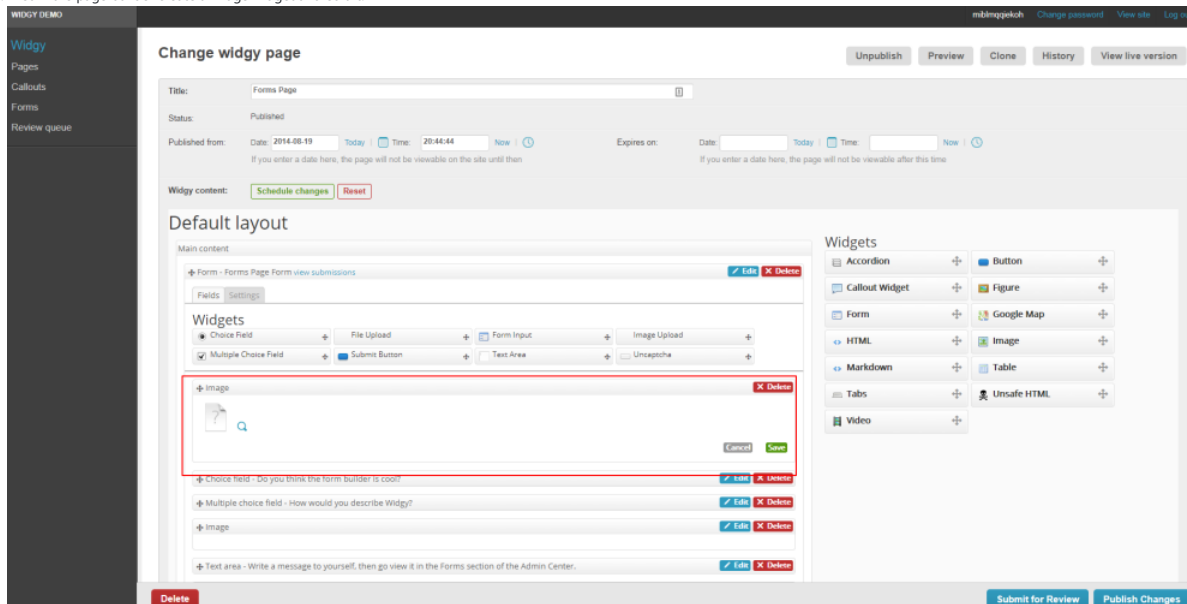 WIDGY DEMO
miblmqqiekoh Change password View site Log ou
Widgy
Pages
Callouts
Forms
Review queue
Change widgy page
Unpublish Preview Clone History View live version
Title: Forms Page
Status: Published
Published from: Date: 2014-08-19 Today | Time: 20:44:44 Now |
If you enter a date here, the page will not be viewable on the site until then
Expires on: Date: Today | Time: Now |
If you enter a date here, the page will not be viewable after this time
Widgy content: Schedule changes Reset
Default layout
Main content
Form - Forms Page Form view submissions Edit X Delete
Fields Settings
Widgets
Choice Field File Upload Form Input Image Upload
Multiple Choice Field Submit Button Text Area Uncaptcha
Image X Delete
?
Cancel Save
Choice field - Do you think the form builder is cool? Edit X Delete
Multiple choice field - How would you describe Widgy? Edit X Delete
Image Edit X Delete
Text area - Write a message to yourself, then go view it in the Forms section of the Admin Center. Edit X Delete
Widgets
Accordion Button
Callout Widget Figure
Form Google Map
HTML Image
Markdown Table
Tabs Unsafe HTML
Video
Delete
Submit for Review Publish Changes